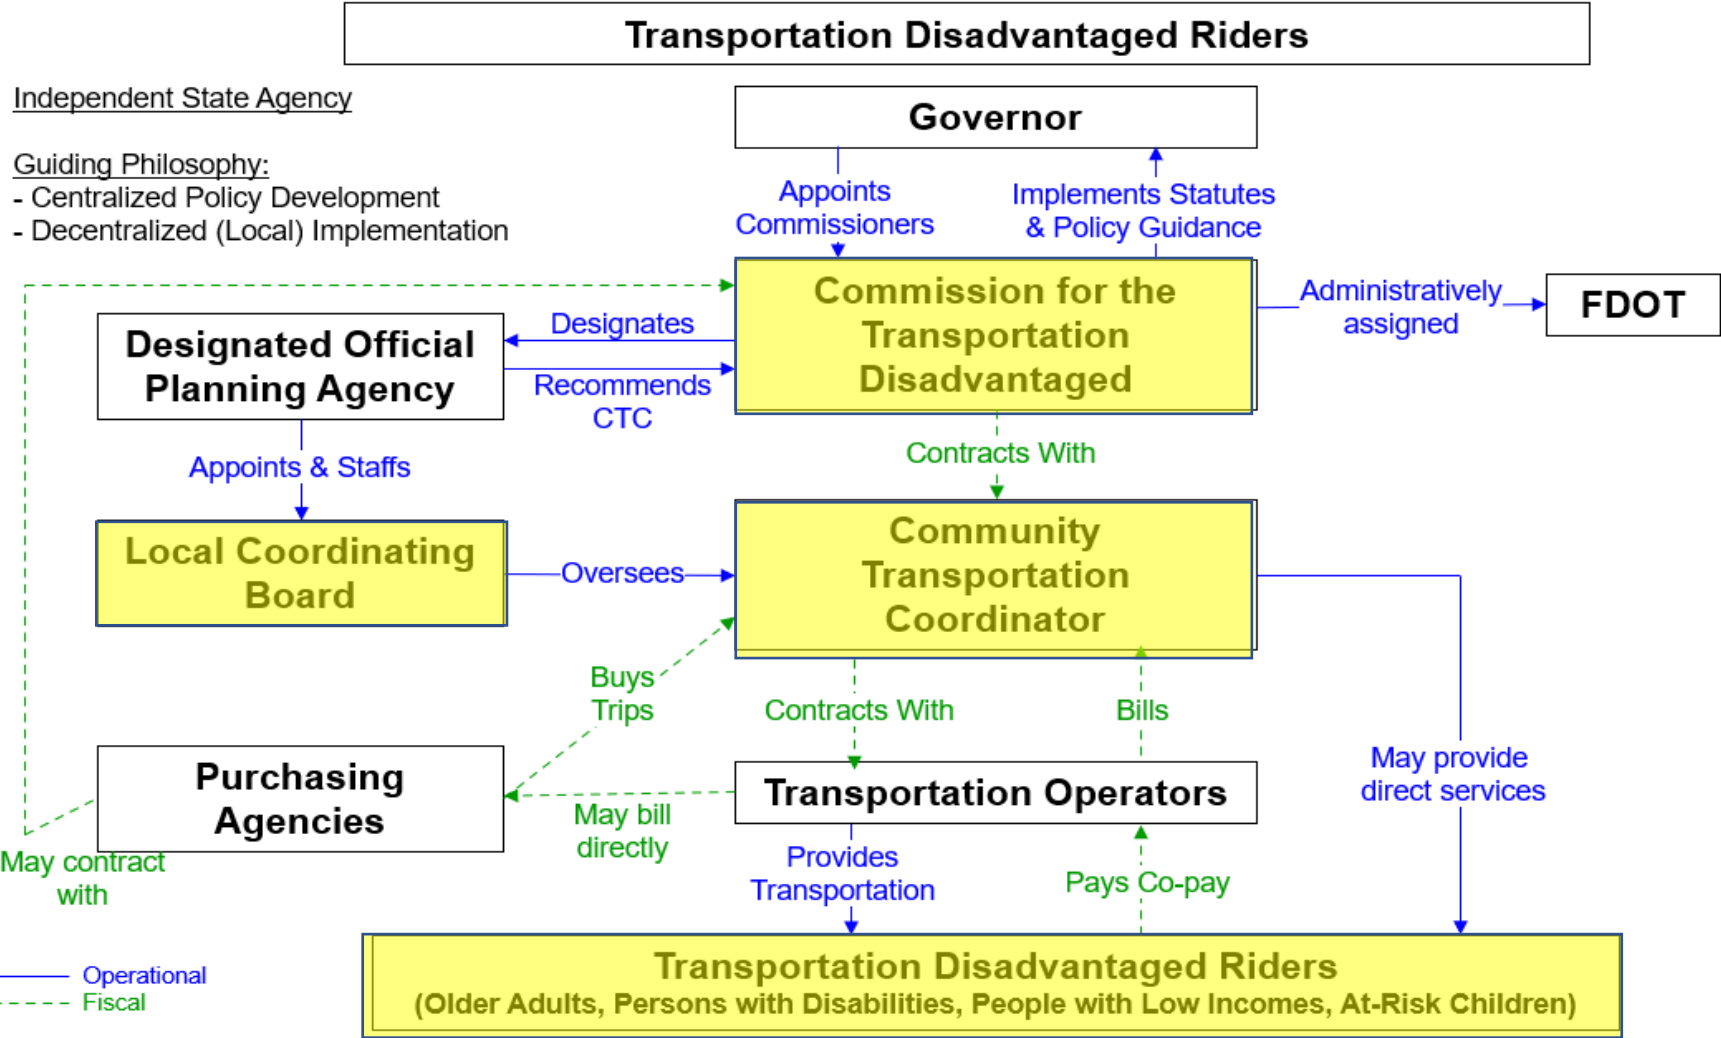 Transportation Disadvantaged Riders
Independent State Agency
Guiding Philosophy:
- Centralized Policy Development
- Decentralized (Local) Implementation
Governor
Appoints
Commissioners
Implements Statutes
& Policy Guidance
Commission for the
Transportation
Disadvantaged
Administratively
assigned
FDOT
Designates
Designated Official
Planning Agency
Recommends
CTC
Appoints & Staffs
Contracts With
Local Coordinating
Board
Oversees
Community
Transportation
Coordinator
Buys
Trips
Contracts With
Bills
May provide
direct services
Purchasing
Agencies
May bill
directly
Transportation Operators
May contract
with
Provides
Transportation
Pays Co-pay
Transportation Disadvantaged Riders
(Older Adults, Persons with Disabilities, People with Low Incomes, At-Risk Children)
Operational
Fiscal